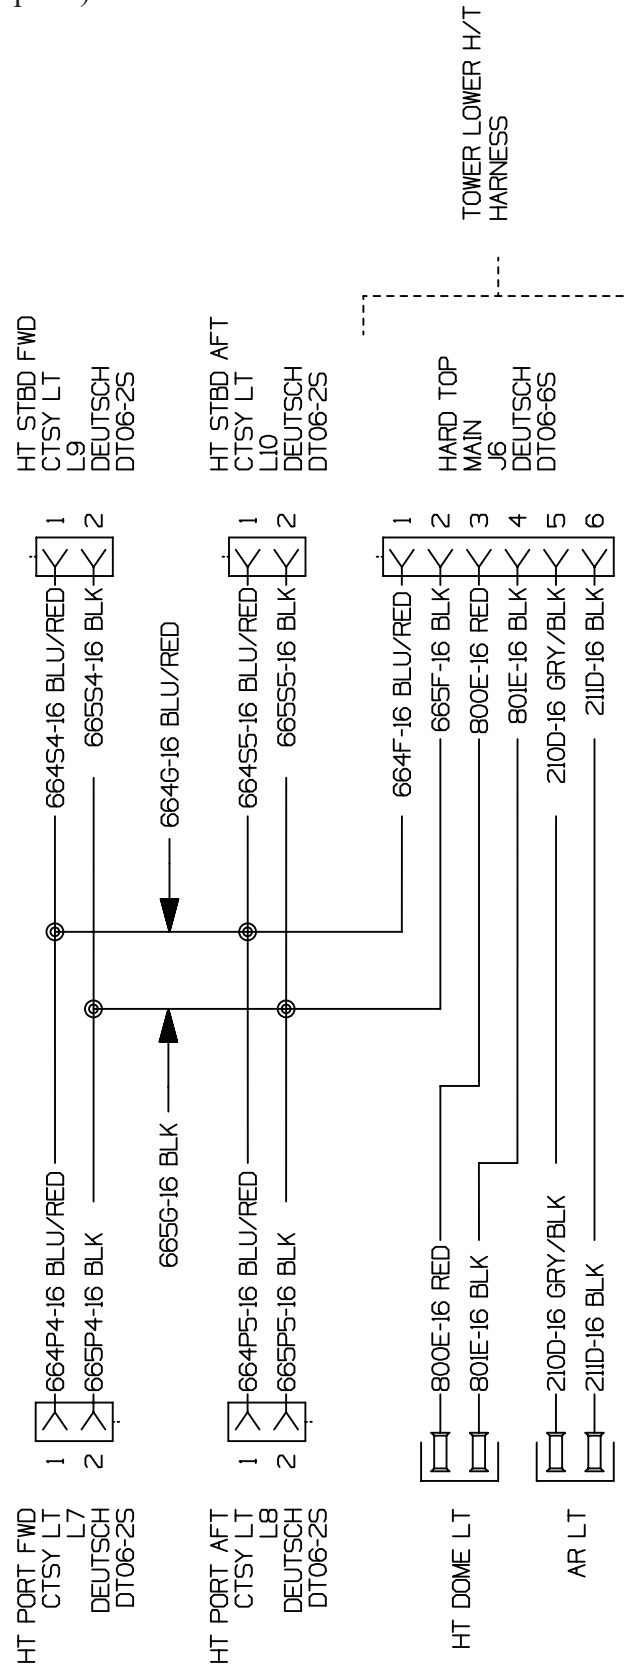 HT STBD FWD
CTSY LT
L9
DEUTSCH
DT06-2S
1
2
664S4-16 BLU/RED
665S4-16 BLK
664G-16 BLU/RED
665G-16 BLK
664P4-16 BLU/RED
665P4-16 BLK
1
2
HT PORT FWD
CTSY LT
L7
DEUTSCH
DT06-2S
HT STBD AFT
CTSY LT
L10
DEUTSCH
DT06-2S
1
2
664S5-16 BLU/RED
665S5-16 BLK
664P5-16 BLU/RED
665P5-16 BLK
1
2
HT PORT AFT
CTSY LT
L8
DEUTSCH
DT06-2S
TOWER LOWER H/T
HARNESS
HARD TOP
MAIN
J6
DEUTSCH
DT06-6S
1
2
3
4
5
6
664F-16 BLU/RED
665F-16 BLK
800E-16 RED
801E-16 BLK
210D-16 GRY/BLK
211D-16 BLK
800E-16 RED
801E-16 BLK
210D-16 GRY/BLK
211D-16 BLK
HT DOME LT
AR LT